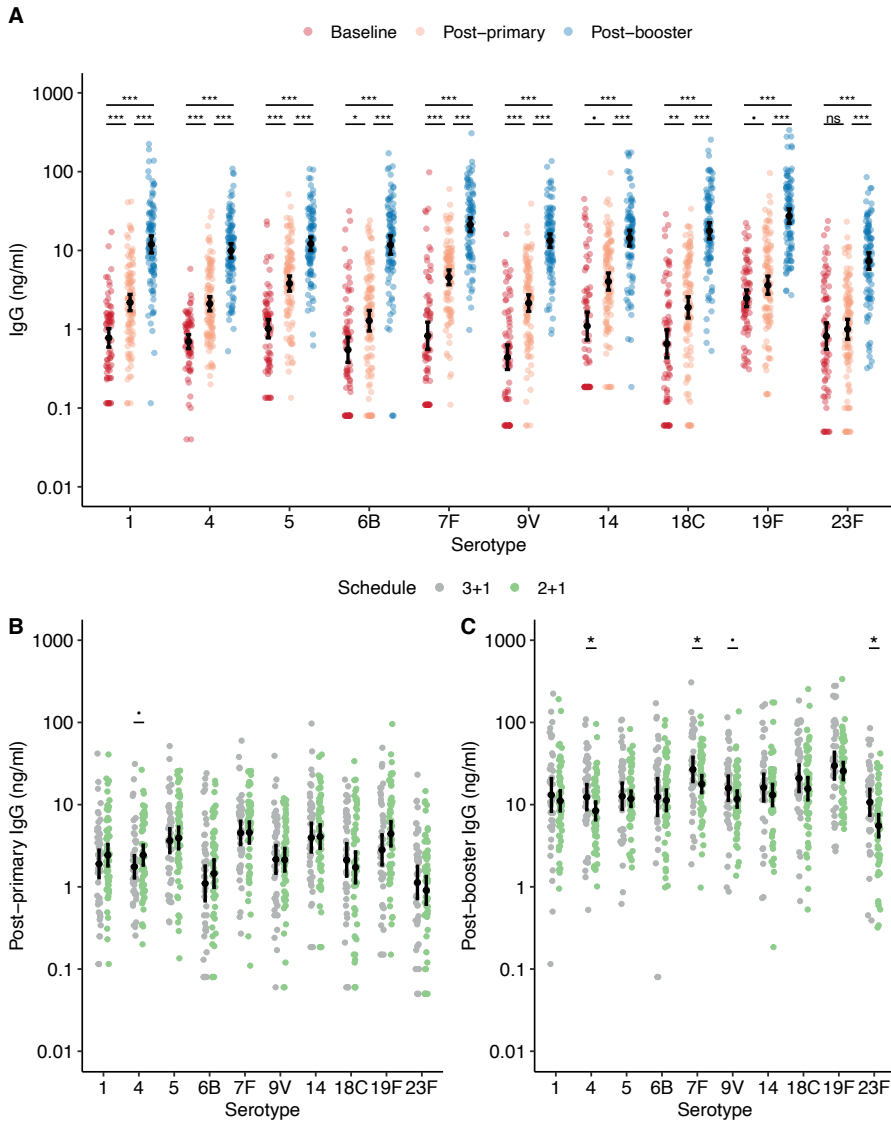 A
Baseline Post−primary Post−booster
IgG (ng/ml)
1000
100
10
1
0.1
0.01
*** *** *** *** *** *** *** *** *** ***
*** *** *** *** *** *** * *** *** *** *** *** • *** ** *** • *** ns ***
1 4 5 6B 7F 9V 14 18C 19F 23F
Serotype
Schedule 3+1 2+1
B
Post−primary IgG (ng/ml)
1000
100
10
1
0.1
0.01
•
1 4 5 6B 7F 9V 14 18C 19F 23F
Serotype
C
Post−booster IgG (ng/ml)
1000
100
10
1
0.1
0.01
* * • *
1 4 5 6B 7F 9V 14 18C 19F 23F
Serotype